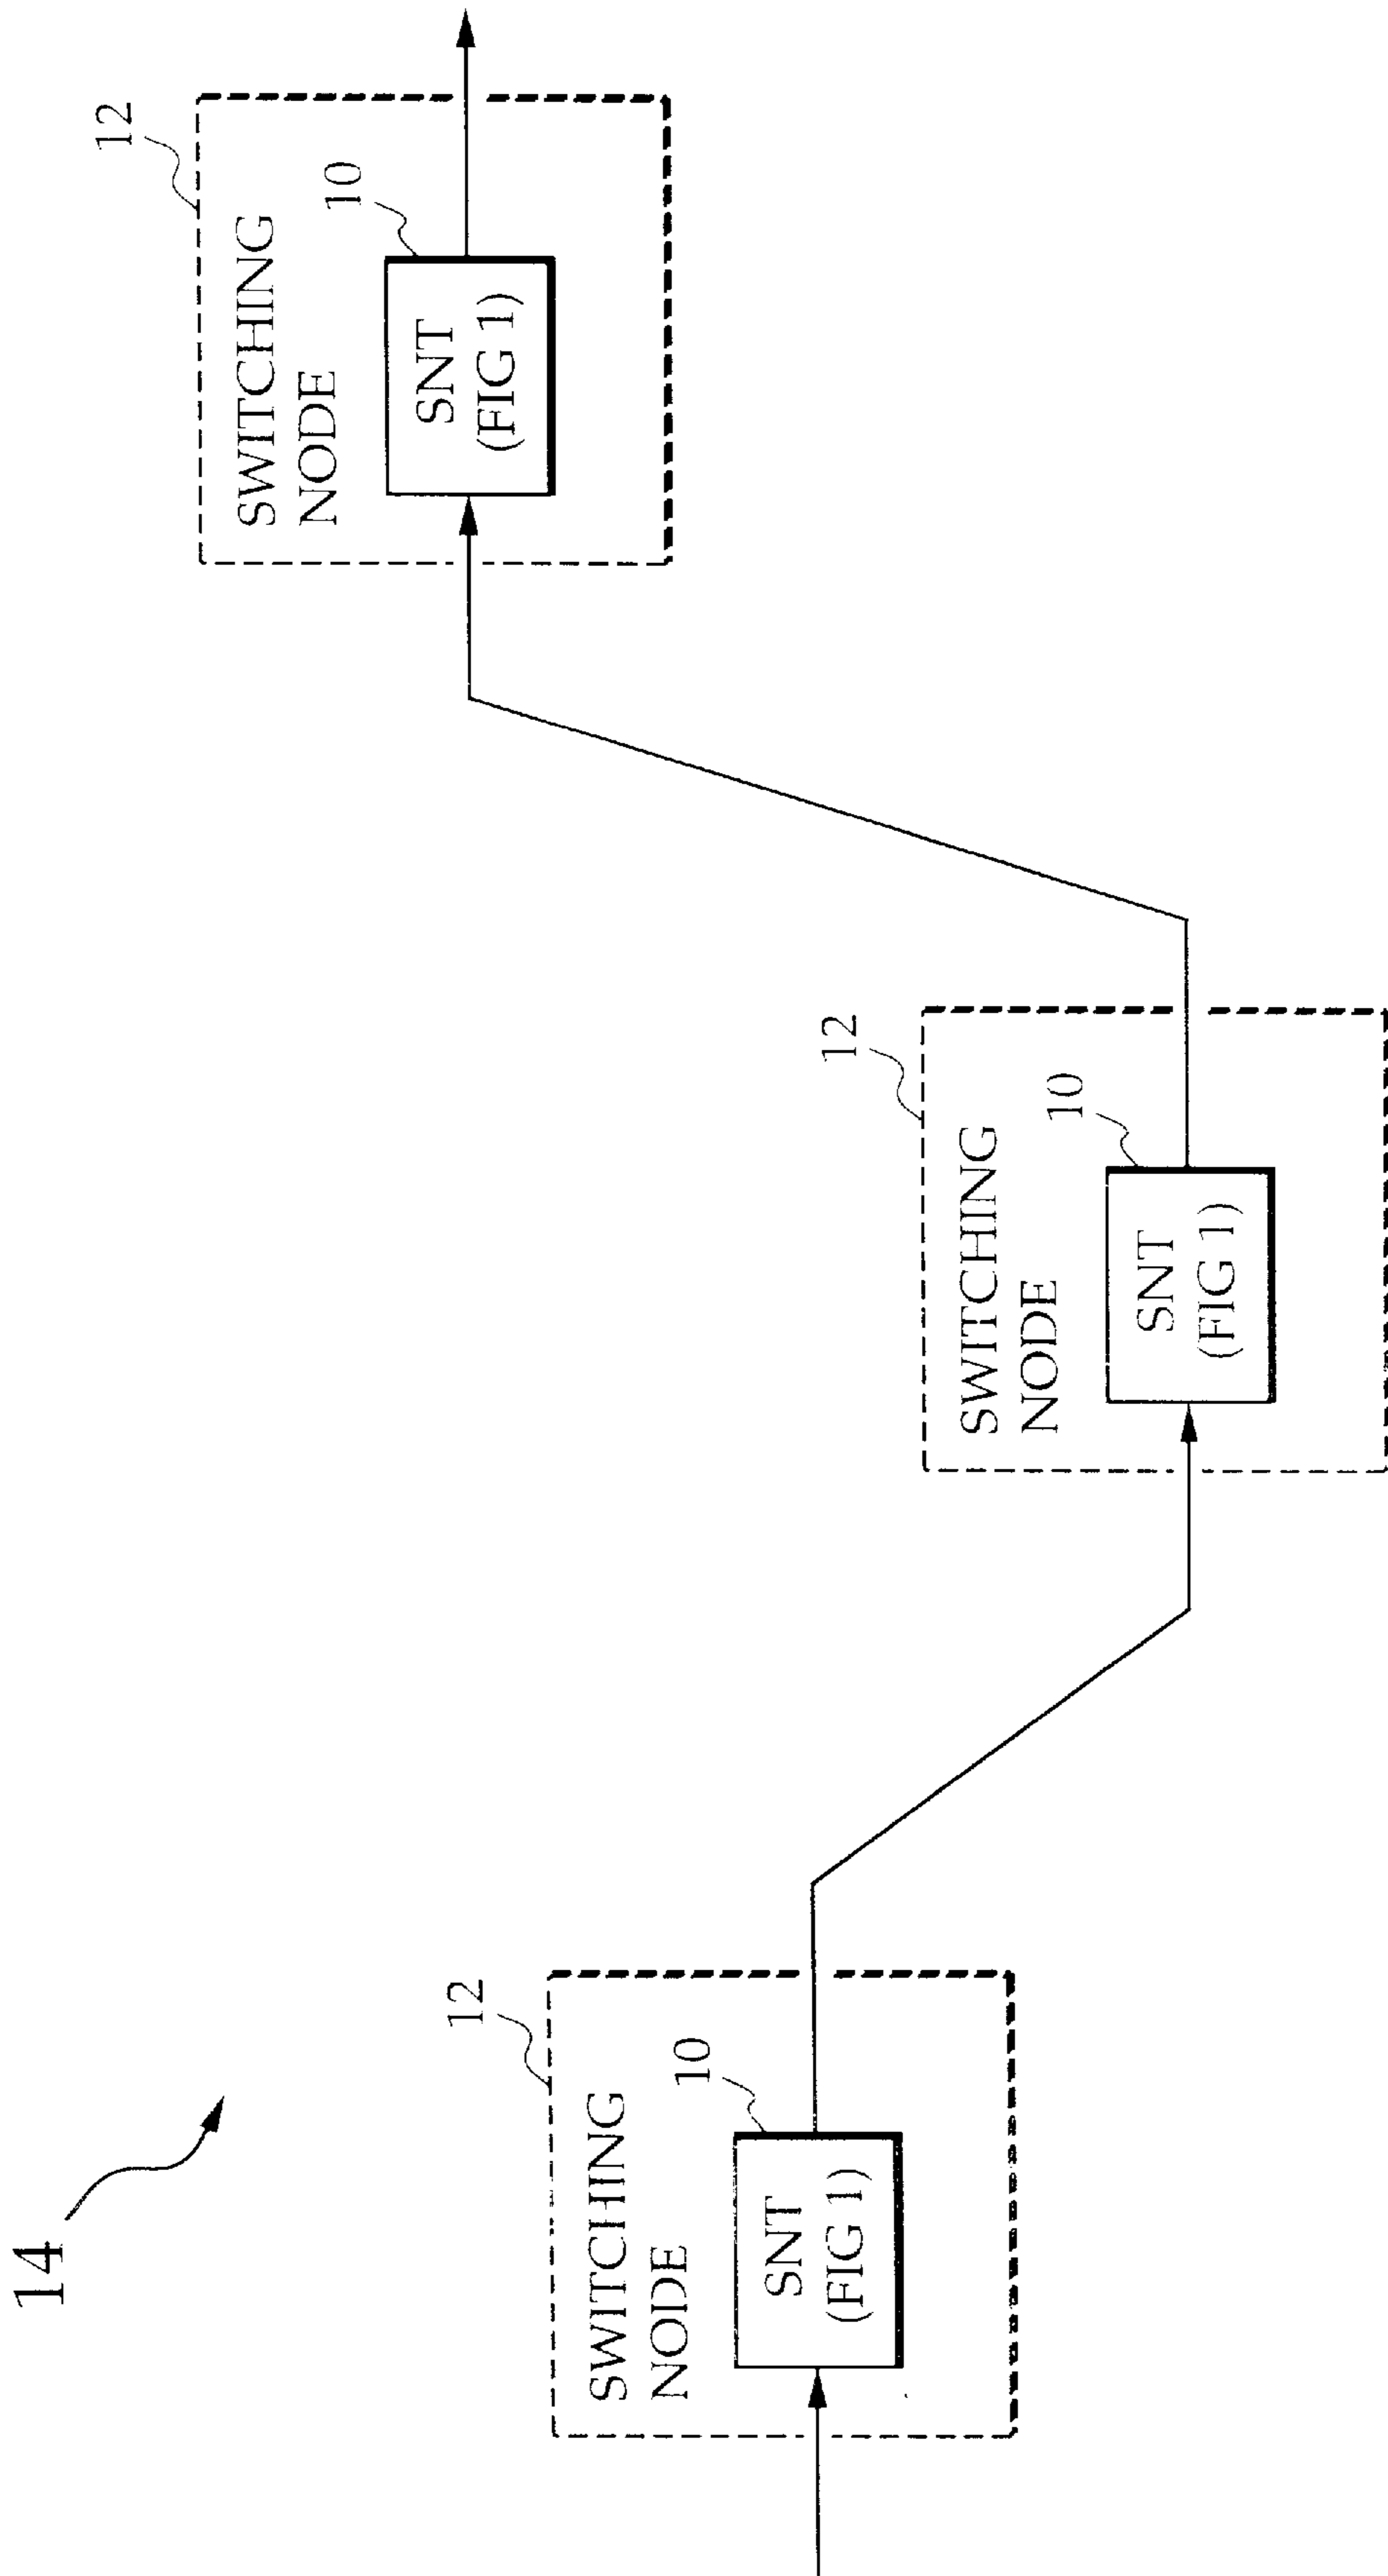 14
12
SWITCHING
NODE
10
SNT
(FIG 1)
12
SWITCHING
NODE
10
SNT
(FIG 1)
12
SWITCHING
NODE
10
SNT
(FIG 1)